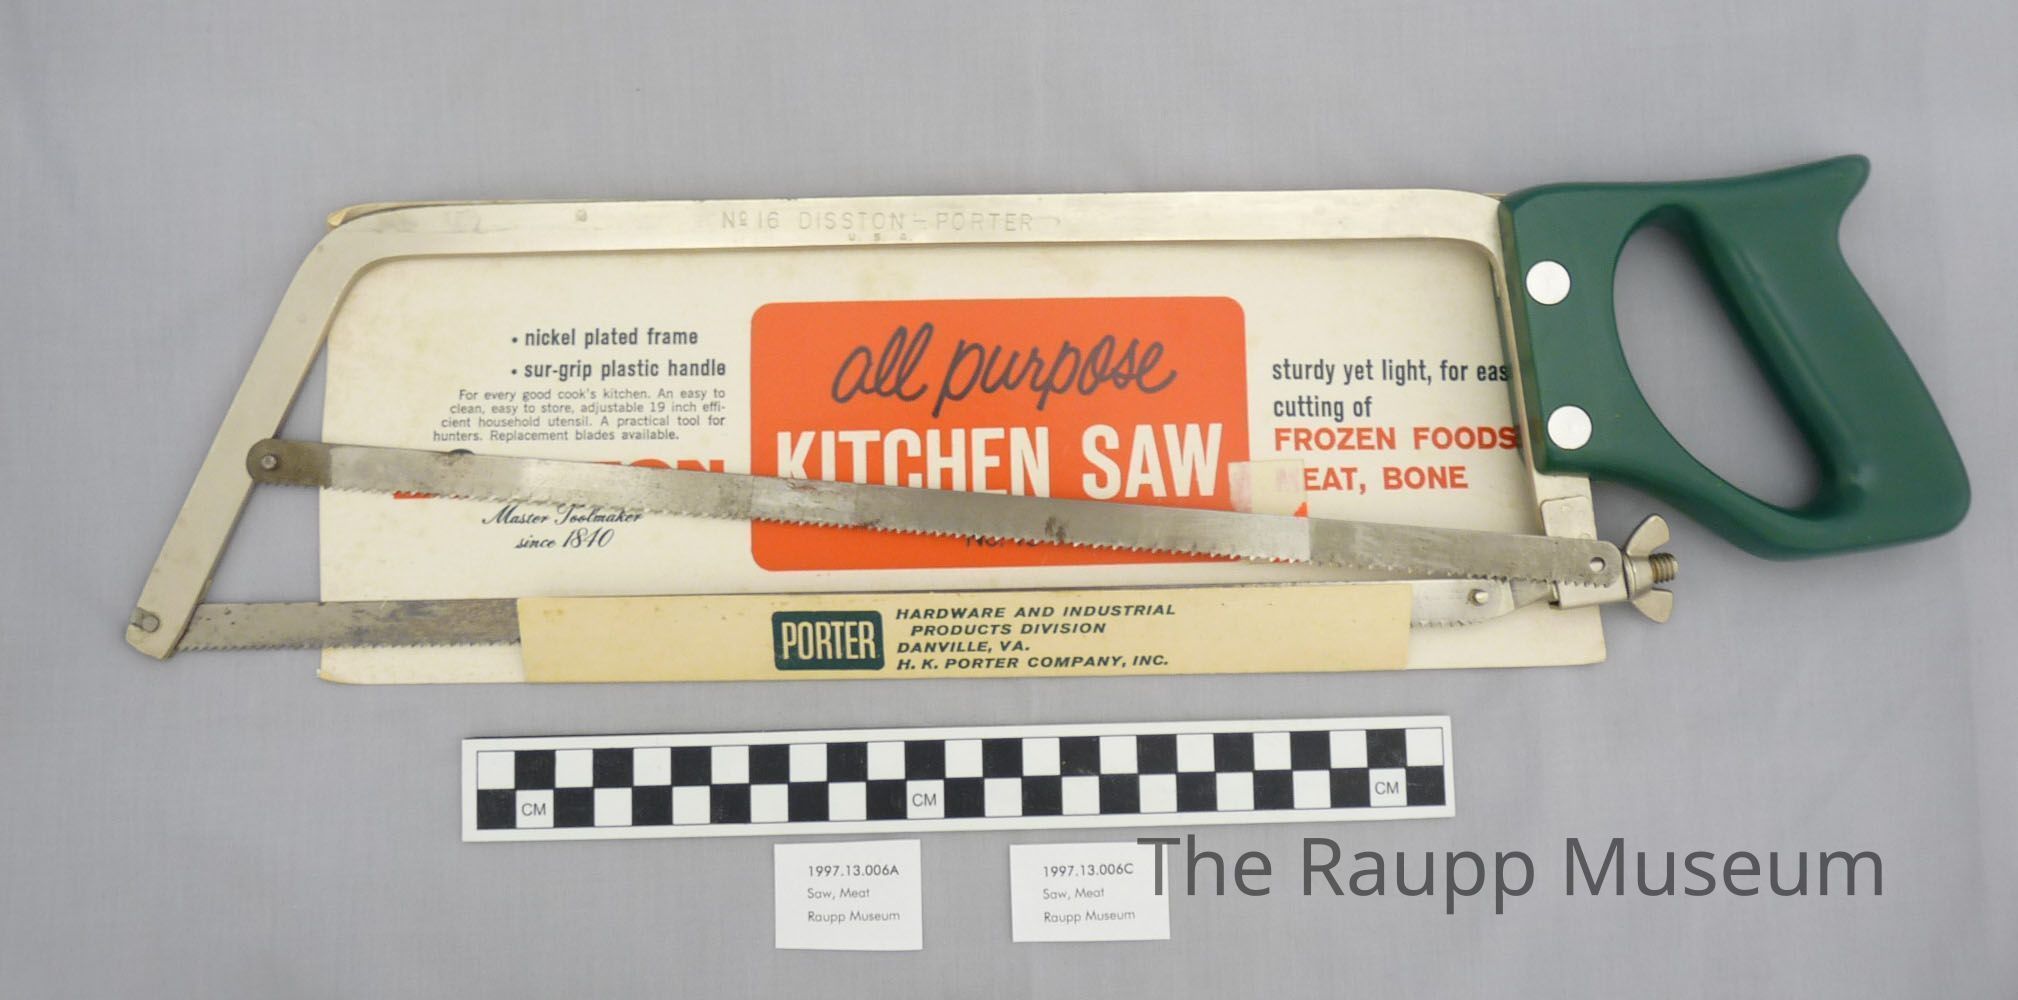 Nº 16 DISSTON-PORTER
U. S. A.
• nickel plated frame
• sur-grip plastic handle
For every good cook's kitchen. An easy to
clean, easy to store, adjustable 19 inch effi-
cient household utensil. A practical tool for
hunters. Replacement blades available.
Master Toolmaker
since 1840
all purpose
KITCHEN SAW
sturdy yet light, for eas
cutting of
FROZEN FOODS
MEAT, BONE
PORTER
HARDWARE AND INDUSTRIAL
PRODUCTS DIVISION
DANVILLE, VA.
H. K. PORTER COMPANY, INC.
CM
CM
CM
1997.13.006A
Saw, Meat
Raupp Museum
1997.13.006C
Saw, Meat
Raupp Museum
The Raupp Museum